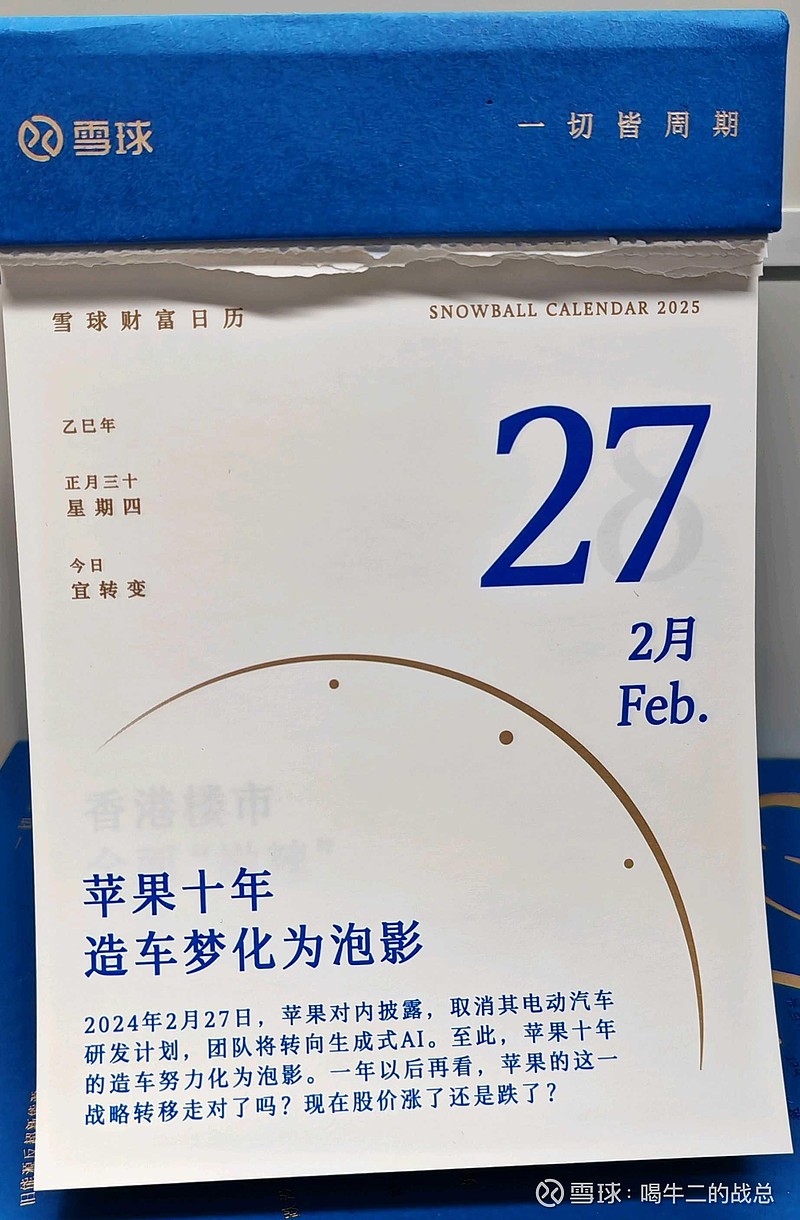 雪球
一切皆周期
雪球财富日历
SNOWBALL CALENDAR 2025
乙巳年
正月三十
星期四
今日
宜转变
27
8
2月
Feb.
香港楼市
苹果十年
造车梦化为泡影
2024年2月27日，苹果对内披露，取消其电动汽车
研发计划，团队将转向生成式AI。至此，苹果十年
的造车努力化为泡影。一年以后再看，苹果的这一
战略转移走对了吗？现在股价涨了还是跌了？
雪球：喝牛二的战总